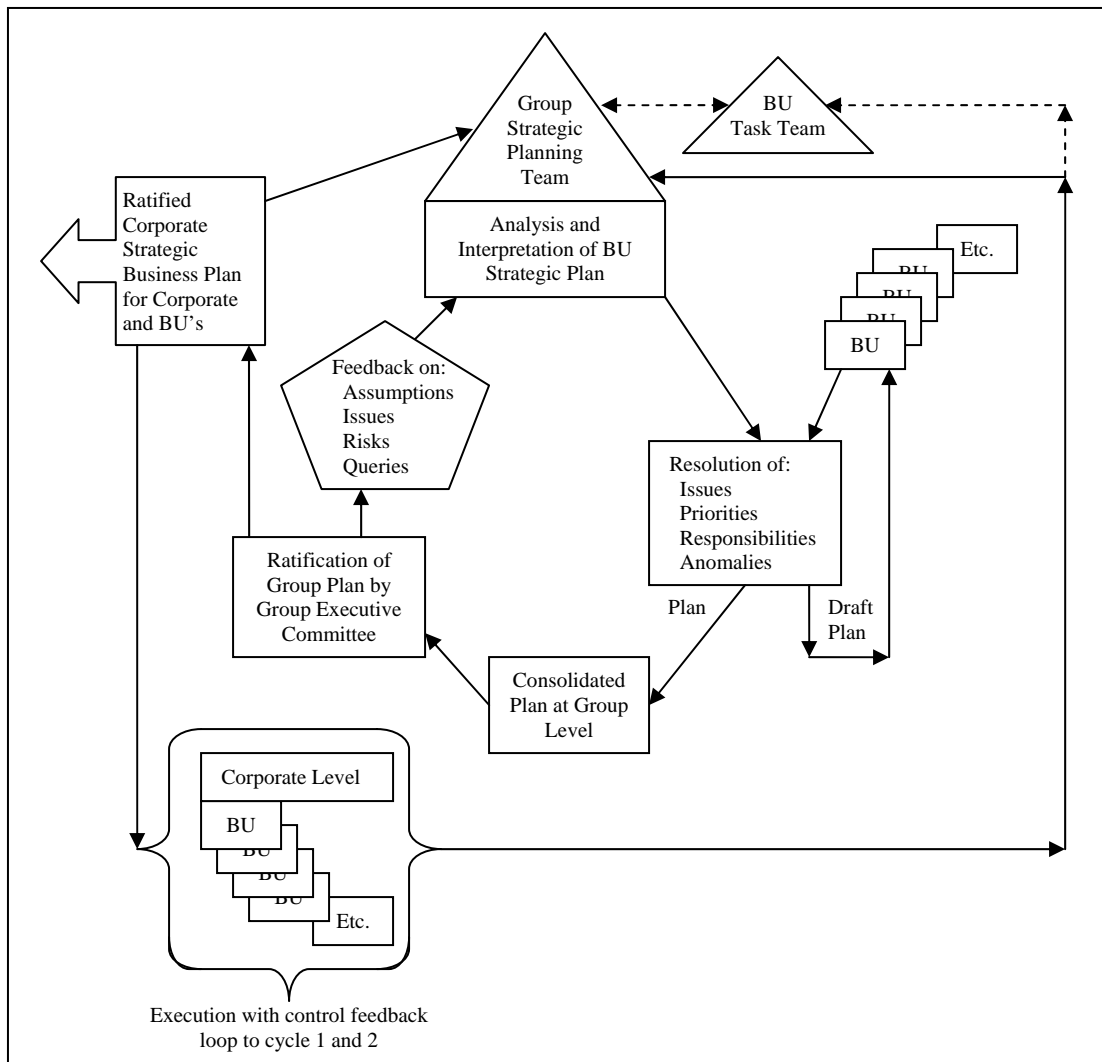 Group
Strategic
Planning
Team
BU
Task Team
Ratified
Corporate
Strategic
Business Plan
for Corporate
and BU’s
Analysis and
Interpretation of BU
Strategic Plan
Etc.
BU
BU
BU
BU
Feedback on:
Assumptions
Issues
Risks
Queries
Resolution of:
Issues
Priorities
Responsibilities
Anomalies
Ratification of
Group Plan by
Group Executive
Committee
Plan
Draft
Plan
Consolidated
Plan at Group
Level
Corporate Level
BU
BU
BU
BU
Etc.
Execution with control feedback
loop to cycle 1 and 2